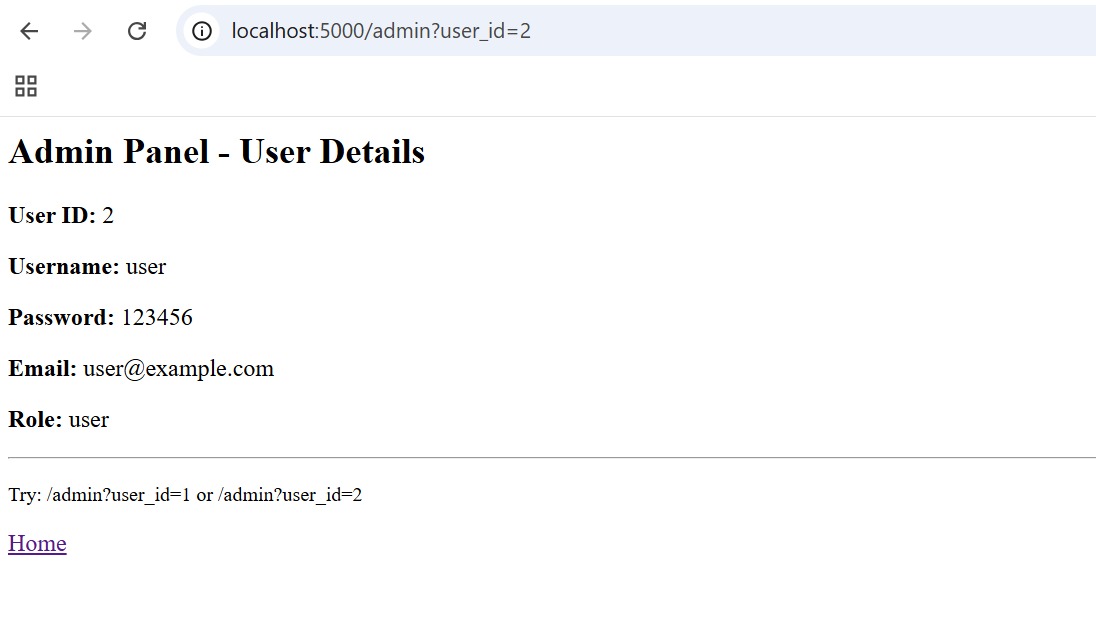 localhost:5000/admin?user_id=2
Admin Panel - User Details
User ID: 2
Username: user
Password: 123456
Email: user@example.com
Role: user
Try: /admin?user_id=1 or /admin?user_id=2
Home